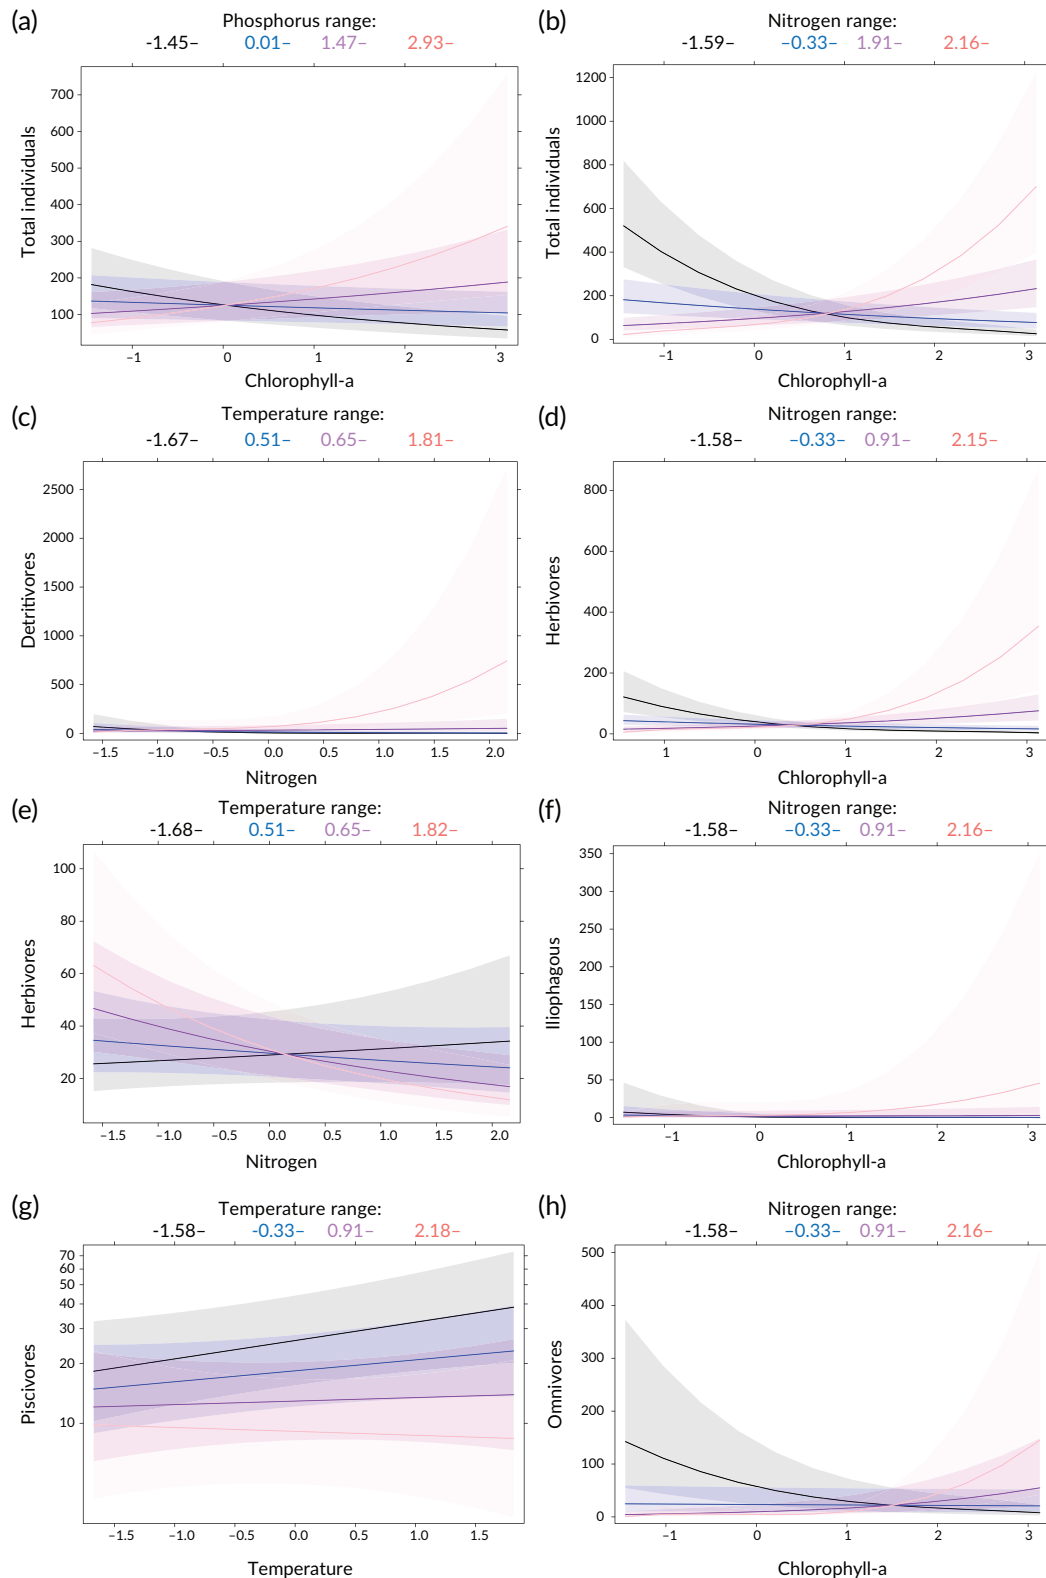 (a)
Phosphorus range:
-1.45– 0.01– 1.47– 2.93–
700
600
500
400
300
200
100
Total individuals
–1 0 1 2 3
Chlorophyll-a
(b)
Nitrogen range:
-1.59– –0.33– 1.91– 2.16–
1200
1000
800
600
400
200
0
Total individuals
–1 0 1 2 3
Chlorophyll-a
(c)
Temperature range:
-1.67– 0.51– 0.65– 1.81–
2500
2000
1500
1000
500
0
Detritivores
–1.5 –1.0 –0.5 0.0 0.5 1.0 1.5 2.0
Nitrogen
(d)
Nitrogen range:
-1.58– –0.33– 0.91– 2.15–
800
600
400
200
0
Herbivores
1 0 1 2 3
Chlorophyll-a
(e)
Temperature range:
-1.68– 0.51– 0.65– 1.82–
100
80
60
40
20
Herbivores
–1.5 –1.0 –0.5 0.0 0.5 1.0 1.5 2.0
Nitrogen
(f)
Nitrogen range:
-1.58– –0.33– 0.91– 2.16–
350
300
250
200
150
100
50
0
Iliophagous
–1 0 1 2 3
Chlorophyll-a
(g)
Temperature range:
-1.58– -0.33– 0.91– 2.18–
70
60
50
40
30
20
10
Piscivores
–1.5 –1.0 –0.5 0.0 0.5 1.0 1.5
Temperature
(h)
Nitrogen range:
-1.58– –0.33– 0.91– 2.16–
500
400
300
200
100
0
Omnivores
–1 0 1 2 3
Chlorophyll-a